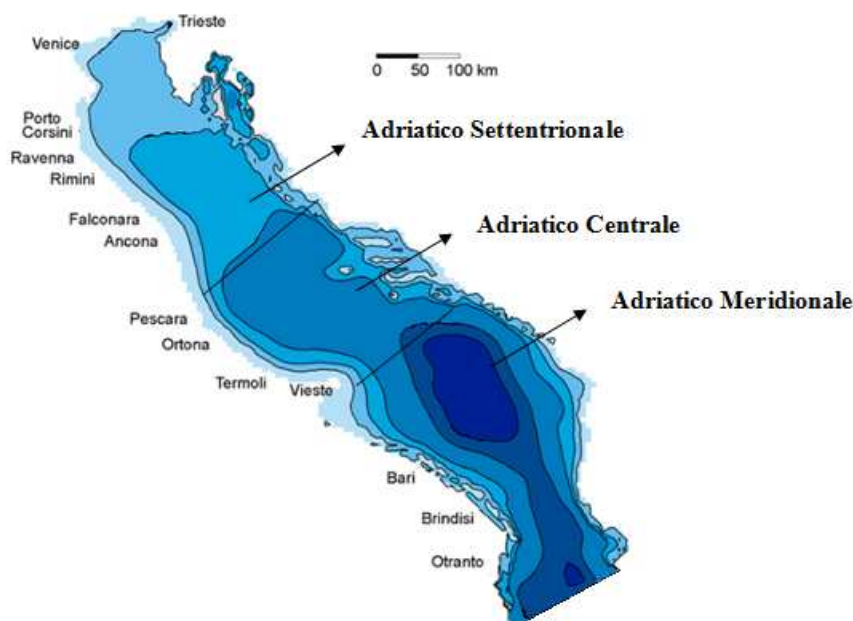 Trieste
Venice
0 50 100 km
Porto
Corsini
Adriatico Settentrionale
Ravenna
Rimini
Falconara
Adriatico Centrale
Ancona
Adriatico Meridionale
Pescara
Ortona
Termoli
Vieste
Bari
Brindisi
Otranto